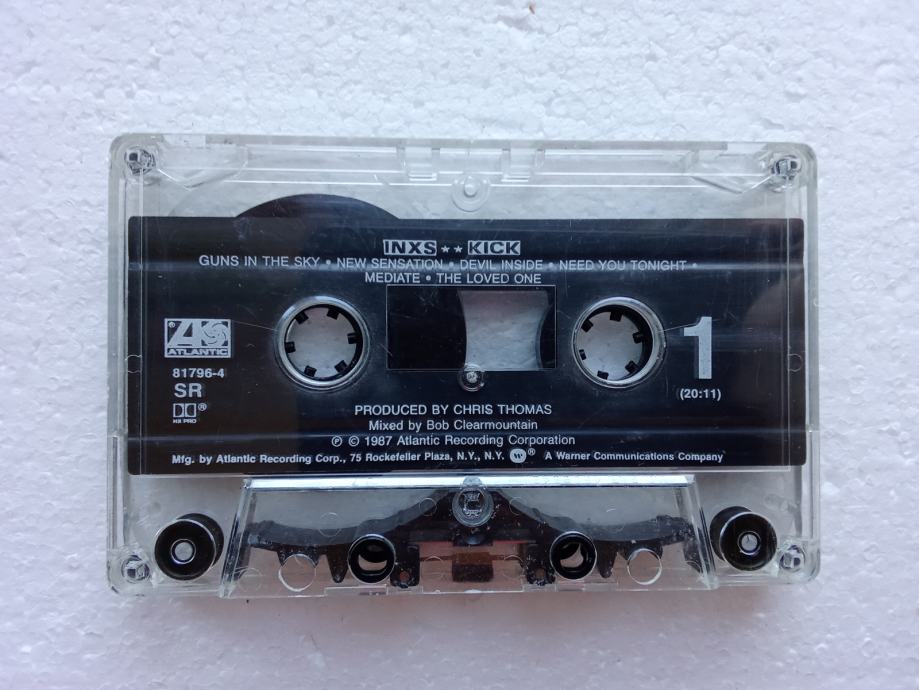 INXS ★★ KICK
GUNS IN THE SKY • NEW SENSATION • DEVIL INSIDE • NEED YOU TONIGHT •
MEDIATE • THE LOVED ONE
ATLANTIC
®
81796-4
SR
®
HX PRO
1
(20:11)
PRODUCED BY CHRIS THOMAS
Mixed by Bob Clearmountain
℗ © 1987 Atlantic Recording Corporation
Mfg. by Atlantic Recording Corp., 75 Rockefeller Plaza, N.Y., N.Y. W® A Warner Communications Company